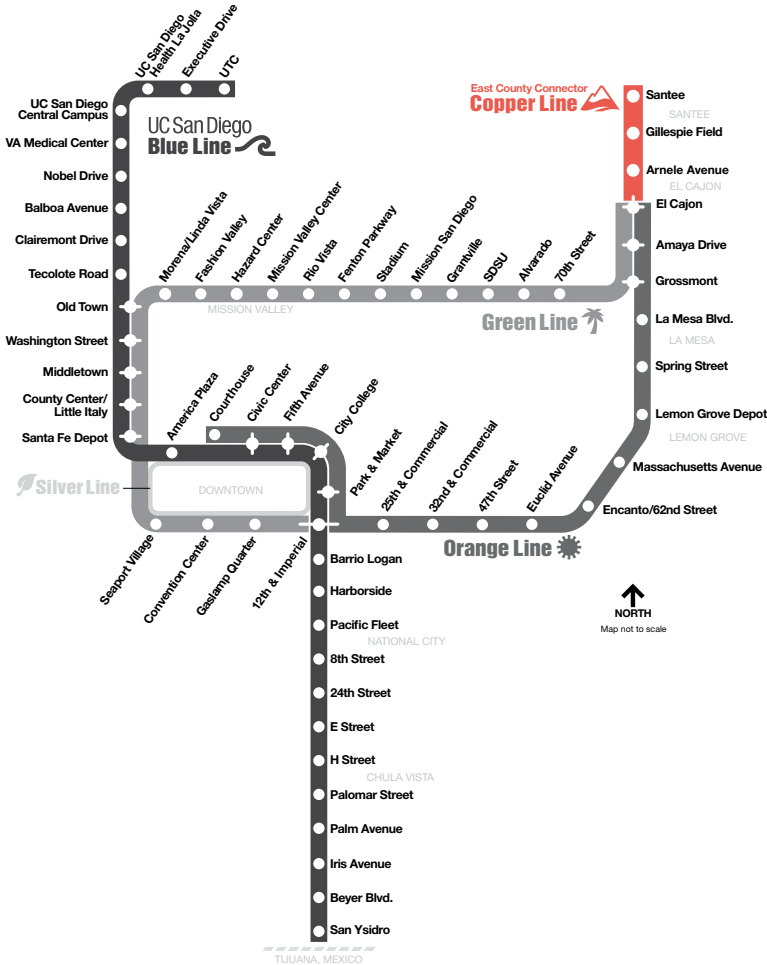 UC San Diego
Health La Jolla
Executive Drive
UTC
UC San Diego
Central Campus
VA Medical Center
Nobel Drive
Balboa Avenue
Clairemont Drive
Tecolote Road
Old Town
Washington Street
Middletown
County Center/
Little Italy
Santa Fe Depot
UC San Diego
Blue Line
East County Connector
Copper Line
Santee
SANTEE
Gillespie Field
Arnele Avenue
EL CAJON
El Cajon
Amaya Drive
Grossmont
La Mesa Blvd.
LA MESA
Spring Street
Lemon Grove Depot
LEMON GROVE
Massachusetts Avenue
Encanto/62nd Street
Morena/Linda Vista
Fashion Valley
Hazard Center
Mission Valley Center
Rio Vista
Fenton Parkway
Stadium
Mission San Diego
Grantville
SDSU
Alvarado
70th Street
MISSION VALLEY
Green Line
America Plaza
Courthouse
Civic Center
Fifth Avenue
City College
Park & Market
25th & Commercial
32nd & Commercial
47th Street
Euclid Avenue
Silver Line
DOWNTOWN
Orange Line
Seaport Village
Convention Center
Gaslamp Quarter
12th & Imperial
Barrio Logan
Harborside
Pacific Fleet
NATIONAL CITY
8th Street
24th Street
E Street
H Street
CHULA VISTA
Palomar Street
Palm Avenue
Iris Avenue
Beyer Blvd.
San Ysidro
TIJUANA, MEXICO
NORTH
Map not to scale